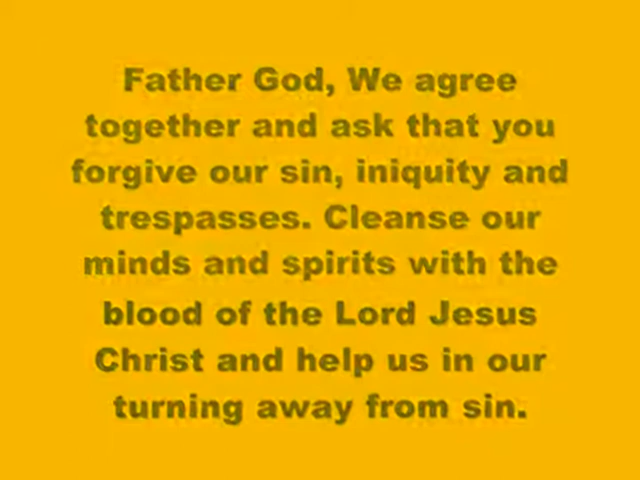 Father God, We agree
together and ask that you
forgive our sin, iniquity and
trespasses. Cleanse our
minds and spirits with the
blood of the Lord Jesus
Christ and help us in our
turning away from sin.